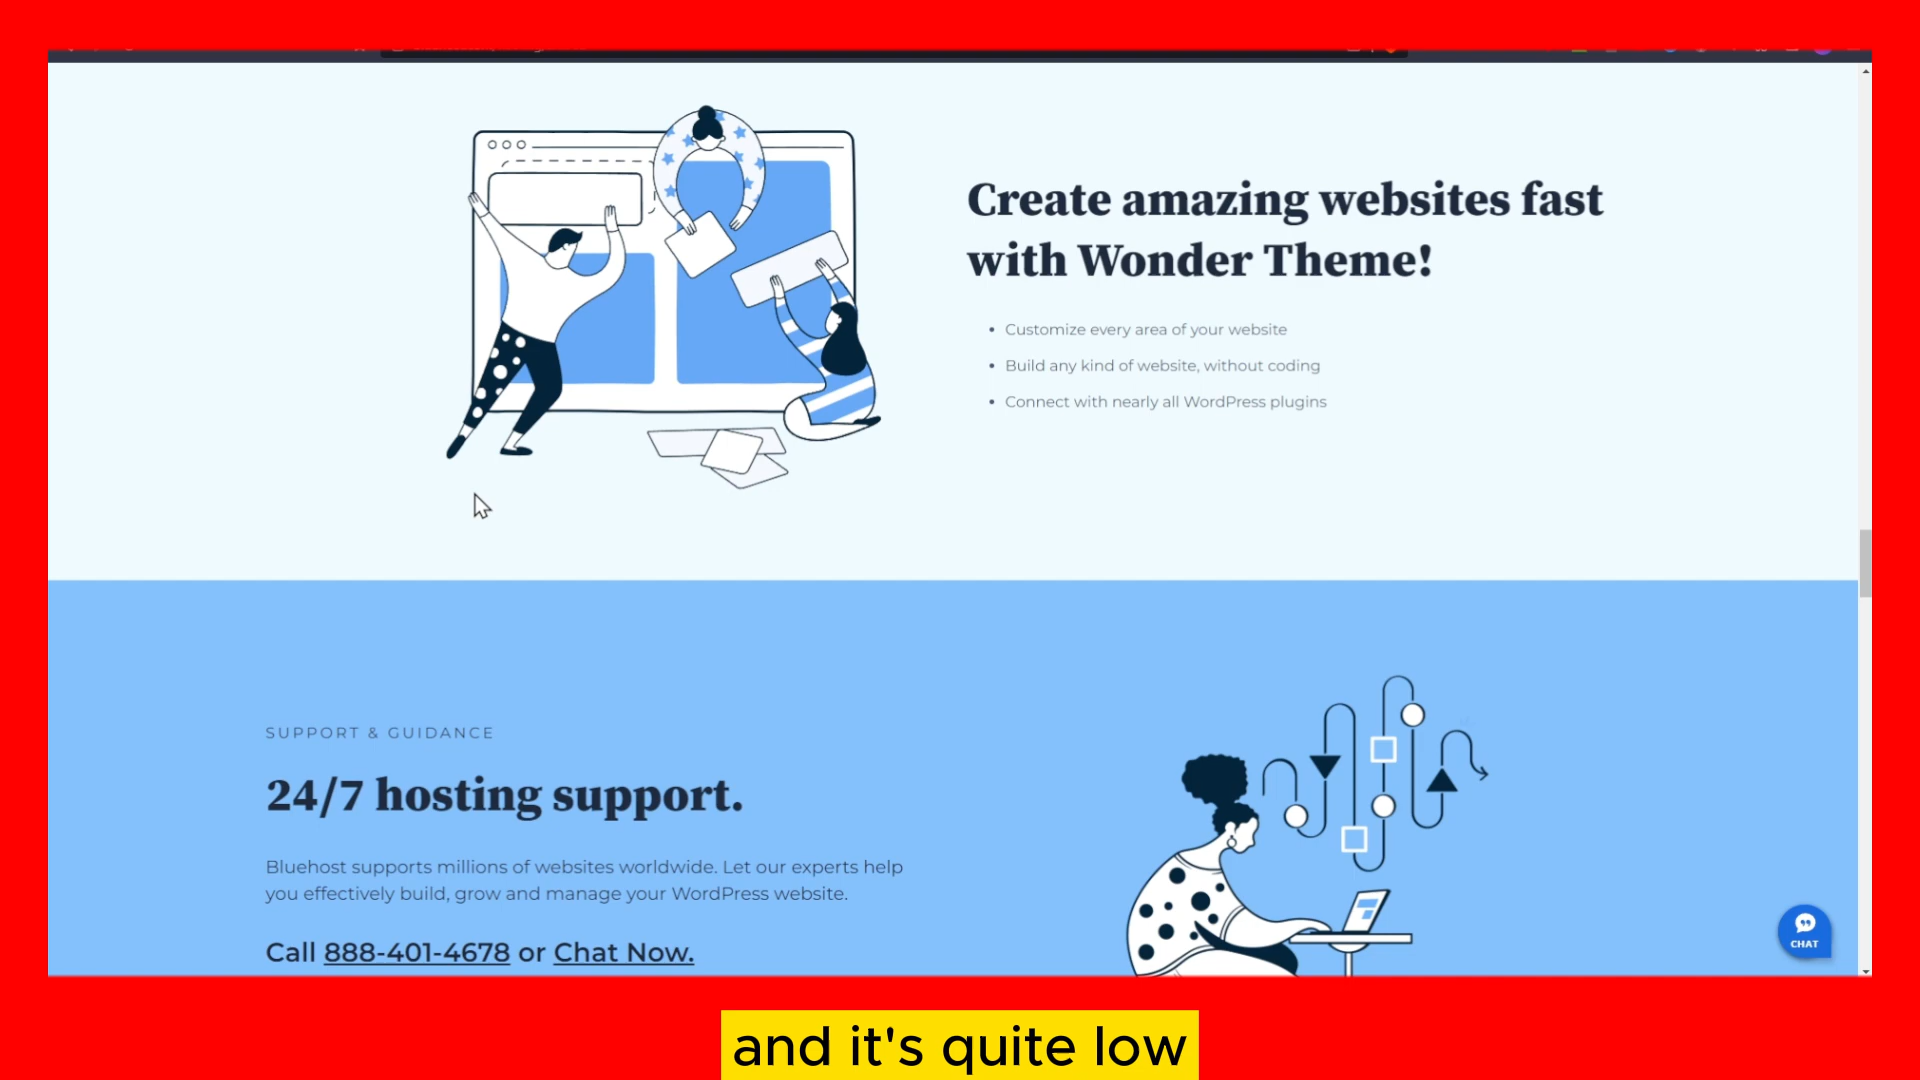 Create amazing websites fast
with Wonder Theme!
• Customize every area of your website
• Build any kind of website, without coding
• Connect with nearly all WordPress plugins
SUPPORT & GUIDANCE
24/7 hosting support.
Bluehost supports millions of websites worldwide. Let our experts help
you effectively build, grow and manage your WordPress website.
Call 888-401-4678 or Chat Now.
CHAT
and it's quite low